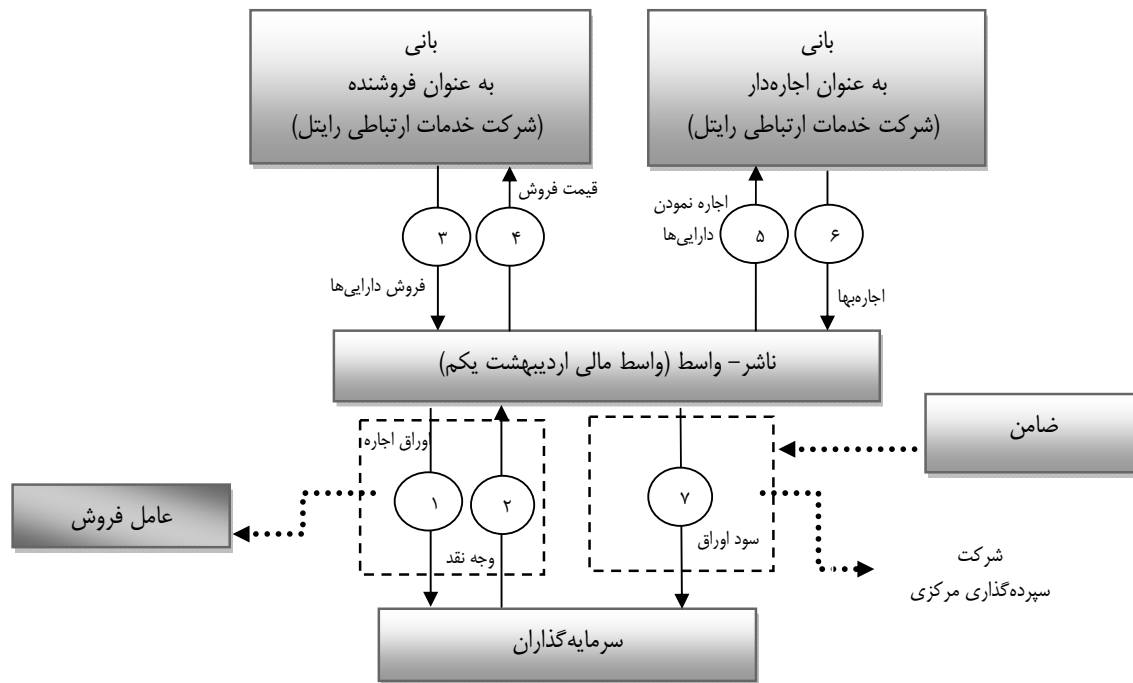 بانی
به عنوان اجاره‌دار
(شرکت خدمات ارتباطی رایتل)
بانی
به عنوان فروشنده
(شرکت خدمات ارتباطی رایتل)
قیمت فروش
۳
۴
فروش دارایی‌ها
اجاره نمودن
دارایی‌ها
۵
۶
اجاره‌بها
ناشر– واسط (واسط مالی اردیبهشت یکم)
ضامن
اوراق اجاره
۱
۲
وجه نقد
۷
سود اوراق
عامل فروش
شرکت
سپرده‌گذاری مرکزی
سرمایه‌گذاران